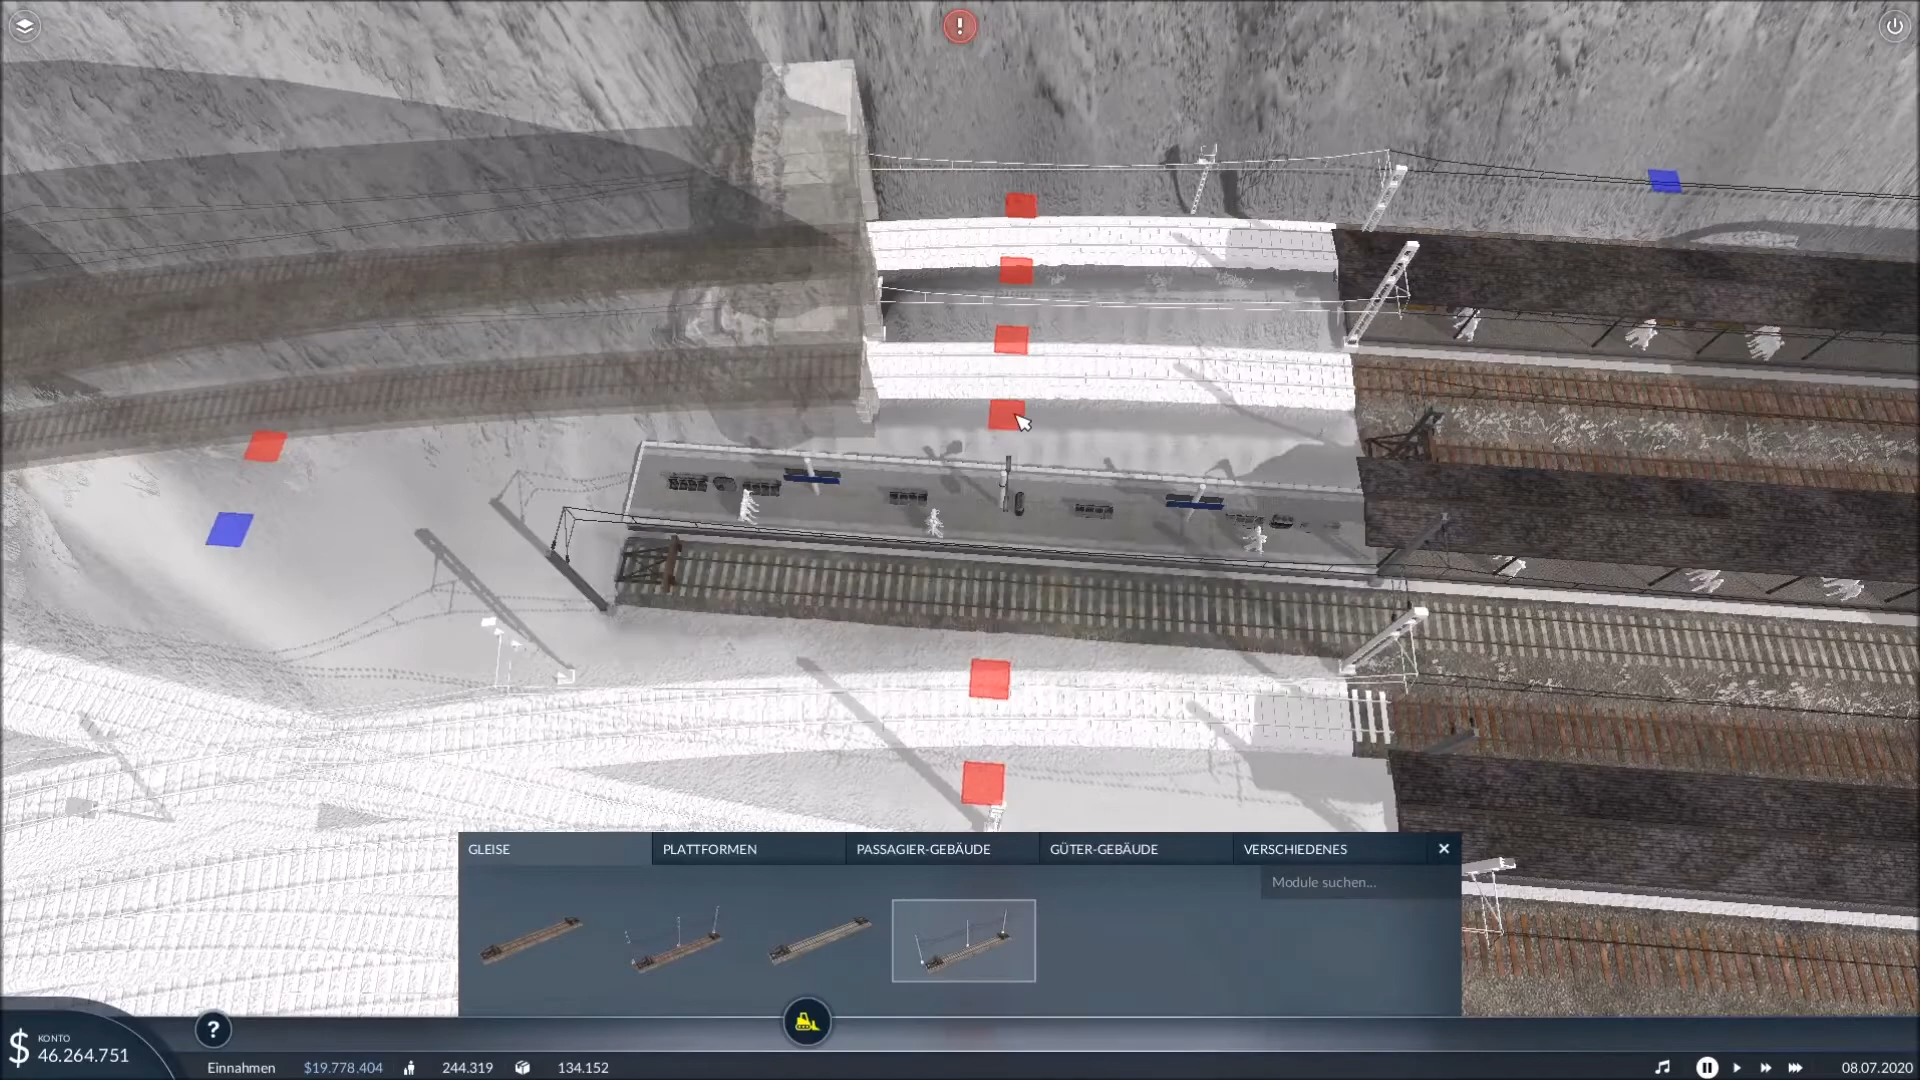 !
GLEISE
PLATTFORMEN
PASSAGIER-GEBÄUDE
GÜTER-GEBÄUDE
VERSCHIEDENES
Module suchen...
?
$
KONTO
46.264.751
Einnahmen $19.778.404 244.319 134.152
08.07.2020